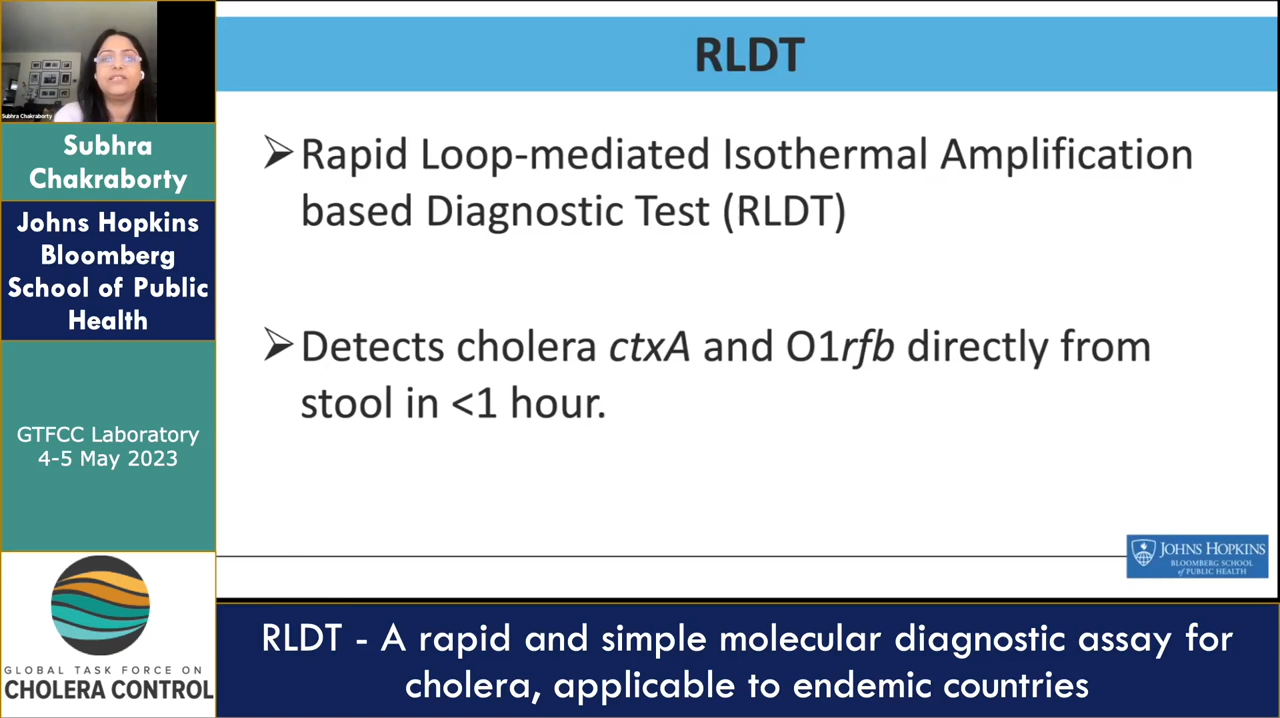 Subhra Chakraborty
Subhra
Chakraborty
Johns Hopkins
Bloomberg
School of Public
Health
GTFCC Laboratory
4-5 May 2023
GLOBAL TASK FORCE ON
CHOLERA CONTROL
RLDT
➢Rapid Loop-mediated Isothermal Amplification
based Diagnostic Test (RLDT)
➢Detects cholera ctxA and O1rfb directly from
stool in <1 hour.
JOHNS HOPKINS
BLOOMBERG SCHOOL
of PUBLIC HEALTH
RLDT - A rapid and simple molecular diagnostic assay for
cholera, applicable to endemic countries